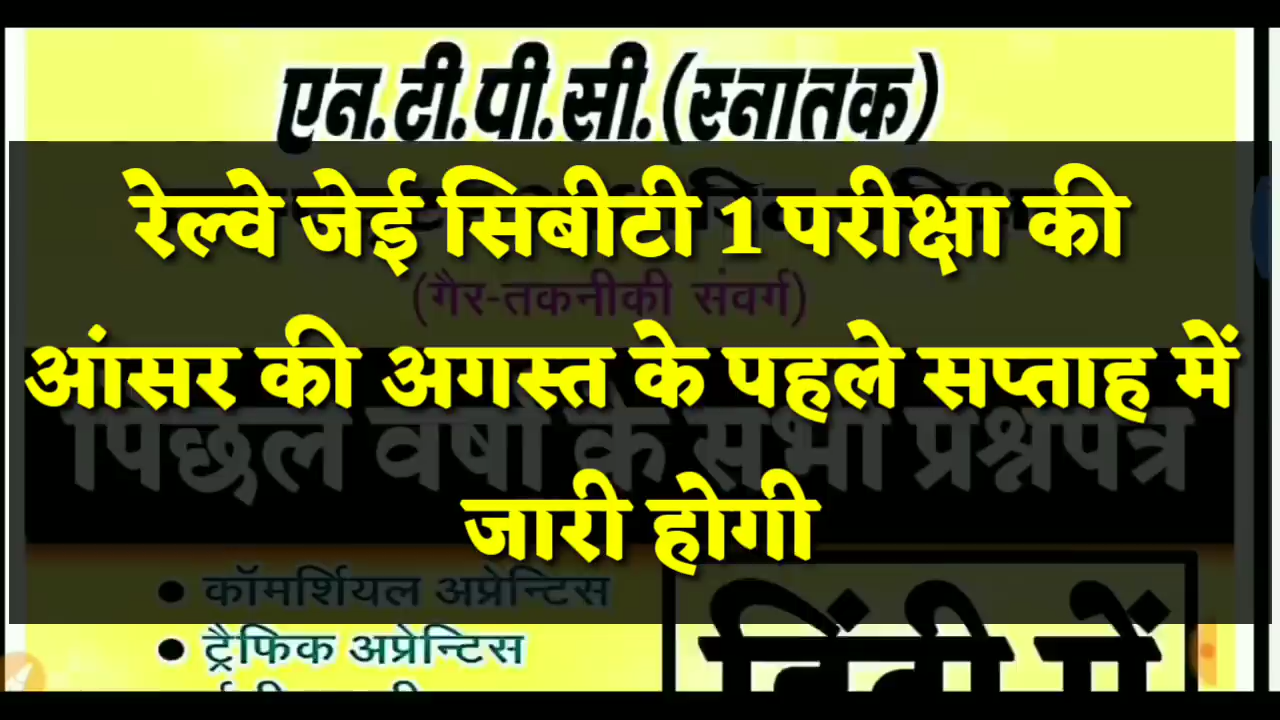 एन.टी.पी.सी.(स्नातक)
रेल्वे जेई सिबीटी 1 परीक्षा की
(गैर-तकनीकी संवर्ग)
आंसर की अगस्त के पहले सप्ताह में
पिछले वर्षों के सभी प्रश्नपत्र
जारी होगी
• कॉमर्शियल अप्रेन्टिस
• ट्रैफिक अप्रेन्टिस
हिंदी में